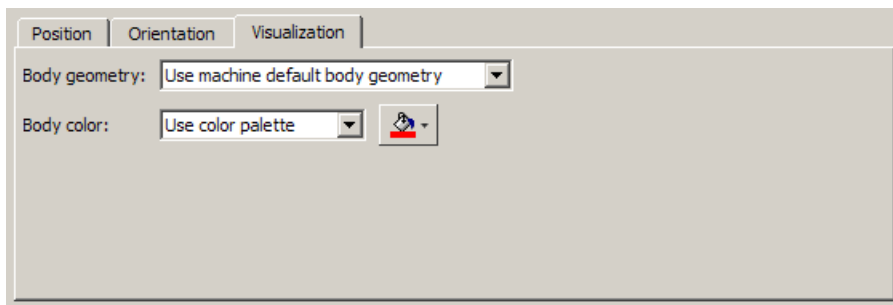 Position Orientation Visualization
Body geometry: Use machine default body geometry
Body color: Use color palette